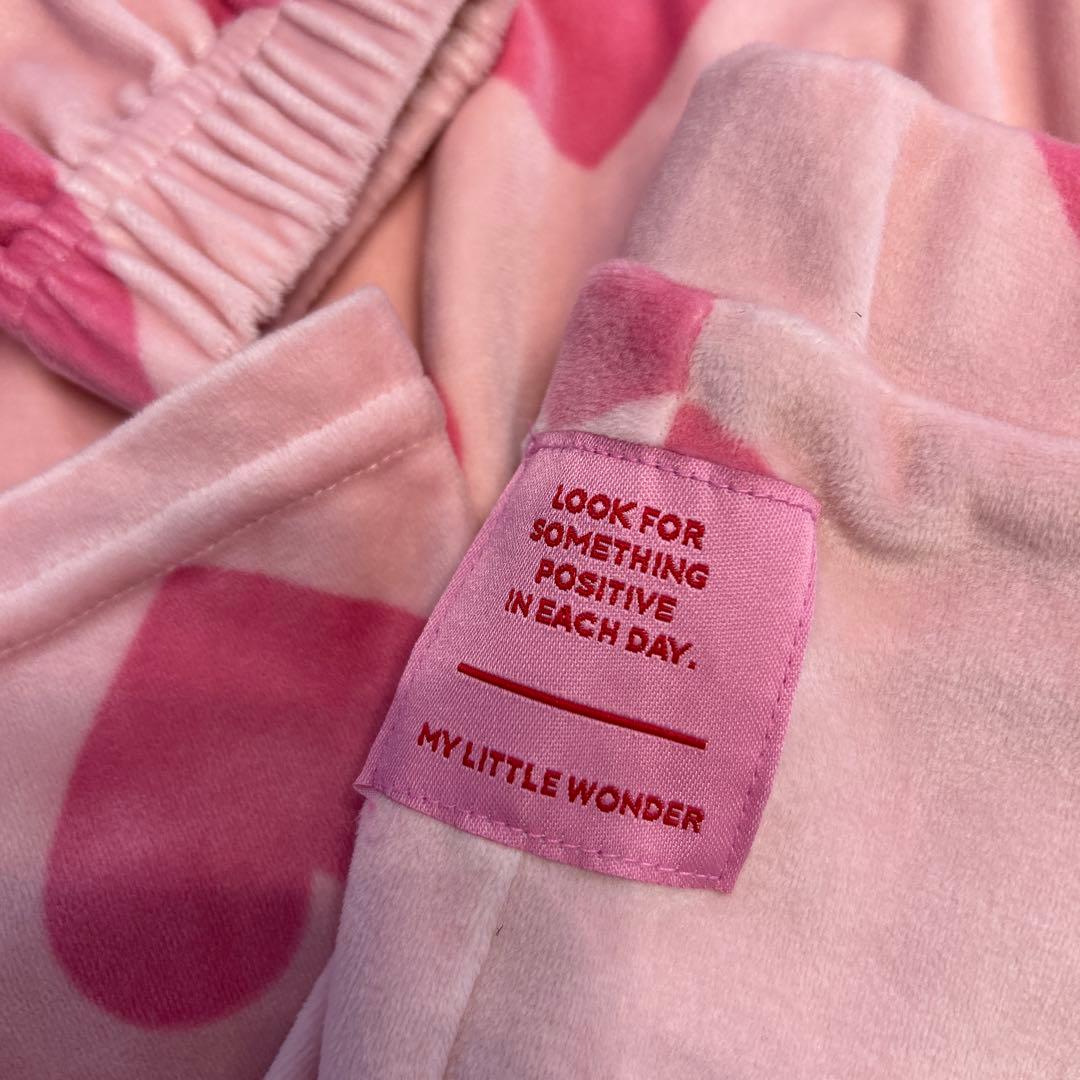 LOOK FOR
SOMETHING
POSITIVE
IN EACH DAY.
MY LITTLE WONDER